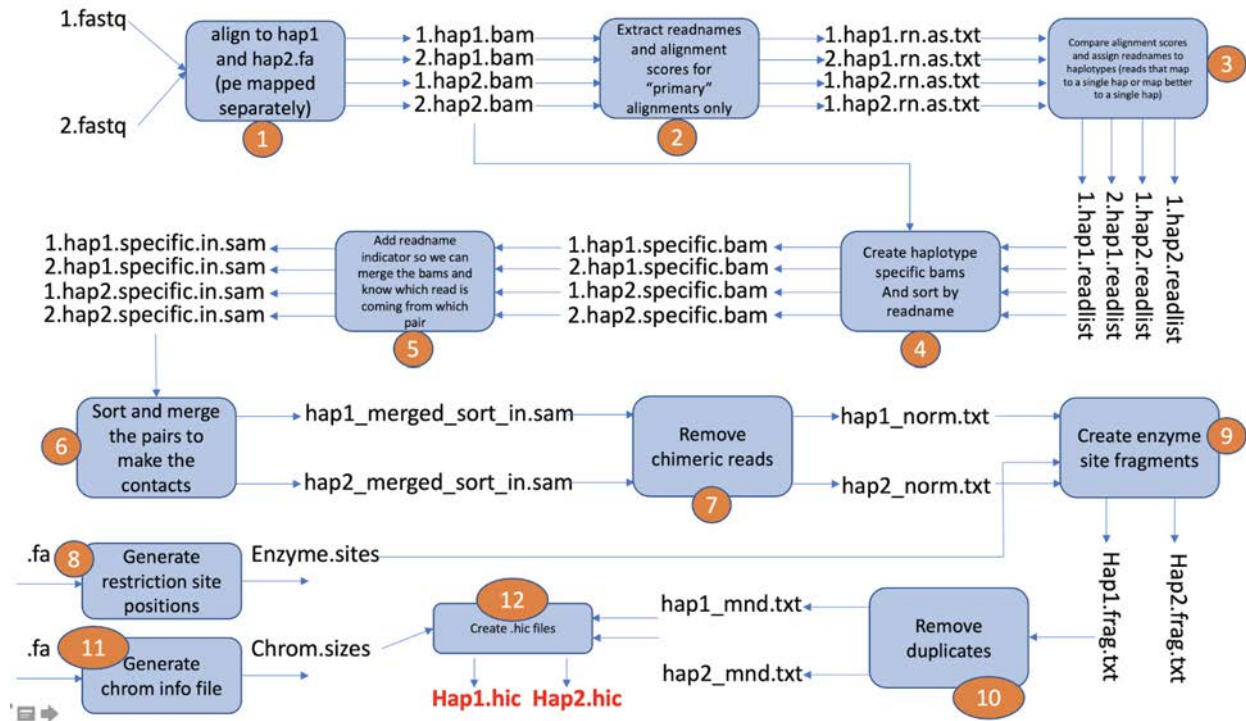 1.fastq
2.fastq
align to hap1
and hap2.fa
(pe mapped
separately)
1
1.hap1.bam
2.hap1.bam
1.hap2.bam
2.hap2.bam
Extract readnames
and alignment
scores for
“primary”
alignments only
2
1.hap1.rn.as.txt
2.hap1.rn.as.txt
1.hap2.rn.as.txt
1.hap2.rn.as.txt
Compare alignment scores
and assign readnames to
haplotypes (reads that map
to a single hap or map better
to a single hap)
3
1.hap1.readlist
2.hap1.readlist
1.hap2.readlist
1.hap2.readlist
Create haplotype
specific bams
And sort by
readname
4
1.hap1.specific.bam
2.hap1.specific.bam
1.hap2.specific.bam
2.hap2.specific.bam
Add readname
indicator so we can
merge the bams and
know which read is
coming from which
pair
5
1.hap1.specific.in.sam
2.hap1.specific.in.sam
1.hap2.specific.in.sam
2.hap2.specific.in.sam
Sort and merge
the pairs to
make the
contacts
6
hap1_merged_sort_in.sam
hap2_merged_sort_in.sam
Remove
chimeric reads
7
hap1_norm.txt
hap2_norm.txt
Create enzyme
site fragments
9
.fa
8
Generate
restriction site
positions
Enzyme.sites
Hap1.frag.txt
Hap2.frag.txt
Remove
duplicates
10
hap1_mnd.txt
hap2_mnd.txt
.fa
11
Generate
chrom info file
Chrom.sizes
12
Create .hic files
Hap1.hic
Hap2.hic